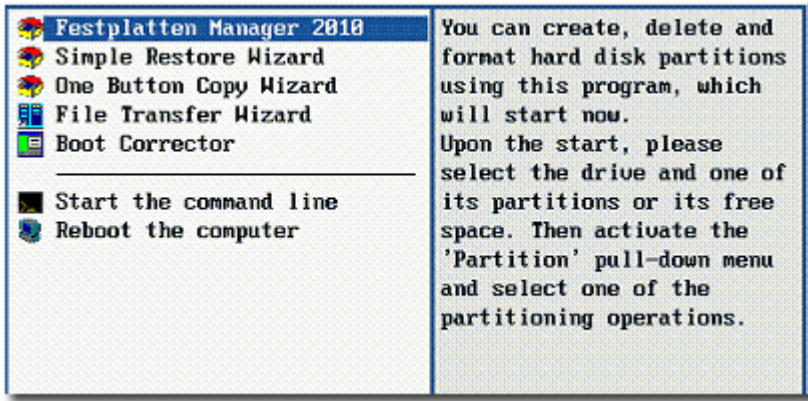 Festplatten Manager 2010
Simple Restore Wizard
One Button Copy Wizard
File Transfer Wizard
Boot Corrector
Start the command line
Reboot the computer
You can create, delete and
format hard disk partitions
using this program, which
will start now.
Upon the start, please
select the drive and one of
its partitions or its free
space. Then activate the
'Partition' pull-down menu
and select one of the
partitioning operations.